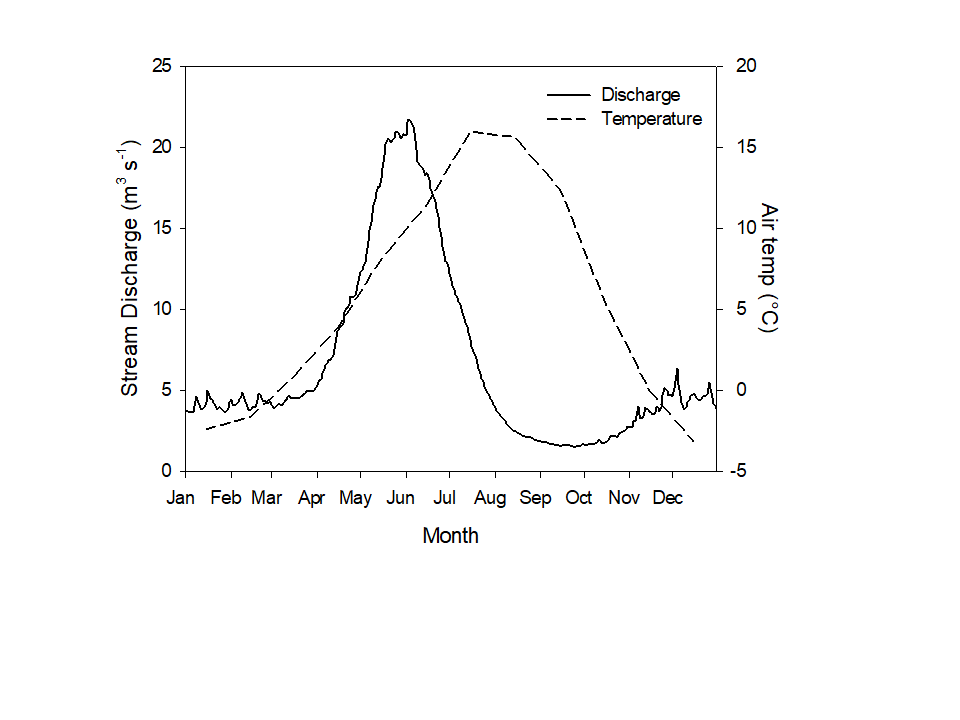 25
20
15
10
5
0
Stream Discharge (m³ s⁻¹)
Discharge
Temperature
20
15
10
5
0
-5
Air temp (°C)
Jan Feb Mar Apr May Jun Jul Aug Sep Oct Nov Dec
Month